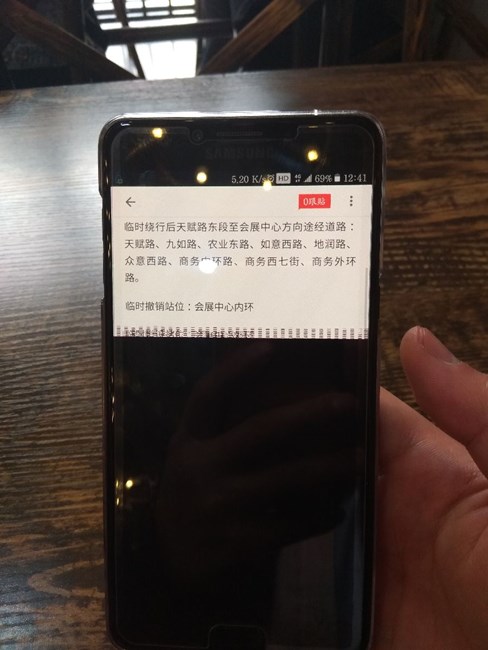 SAMSUNG
5.20 K/s HD 4G 69% 12:41
0跟贴
临时绕行后天赋路东段至会展中心方向途经道路：
天赋路、九如路、农业东路、如意西路、地润路、
众意西路、商务内环路、商务西七街、商务外环
路。
临时撤销站位：会展中心内环